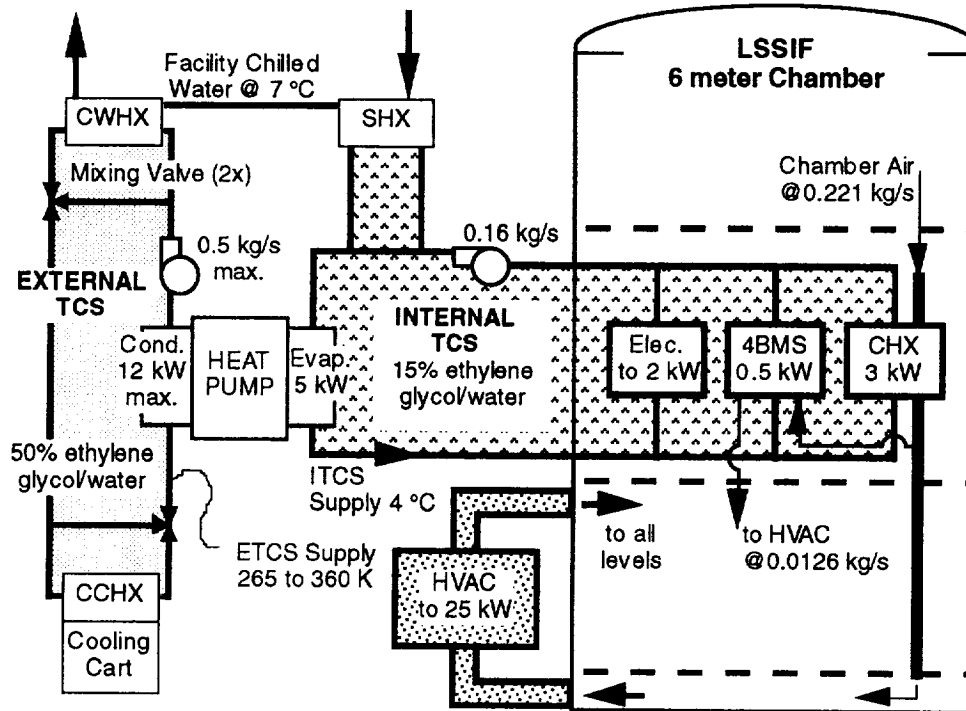 LSSIF
6 meter Chamber
Facility Chilled
Water @ 7 ºC
CWHX
SHX
Mixing Valve (2x)
Chamber Air
@0.221 kg/s
0.5 kg/s
max.
0.16 kg/s
EXTERNAL
TCS
Cond.
12 kW
max.
HEAT
PUMP
Evap.
5 kW
INTERNAL
TCS
15% ethylene
glycol/water
Elec.
to 2 kW
4BMS
0.5 kW
CHX
3 kW
50% ethylene
glycol/water
ITCS
Supply 4 ºC
ETCS Supply
265 to 360 K
HVAC
to 25 kW
to all
levels
to HVAC
@0.0126 kg/s
CCHX
Cooling
Cart